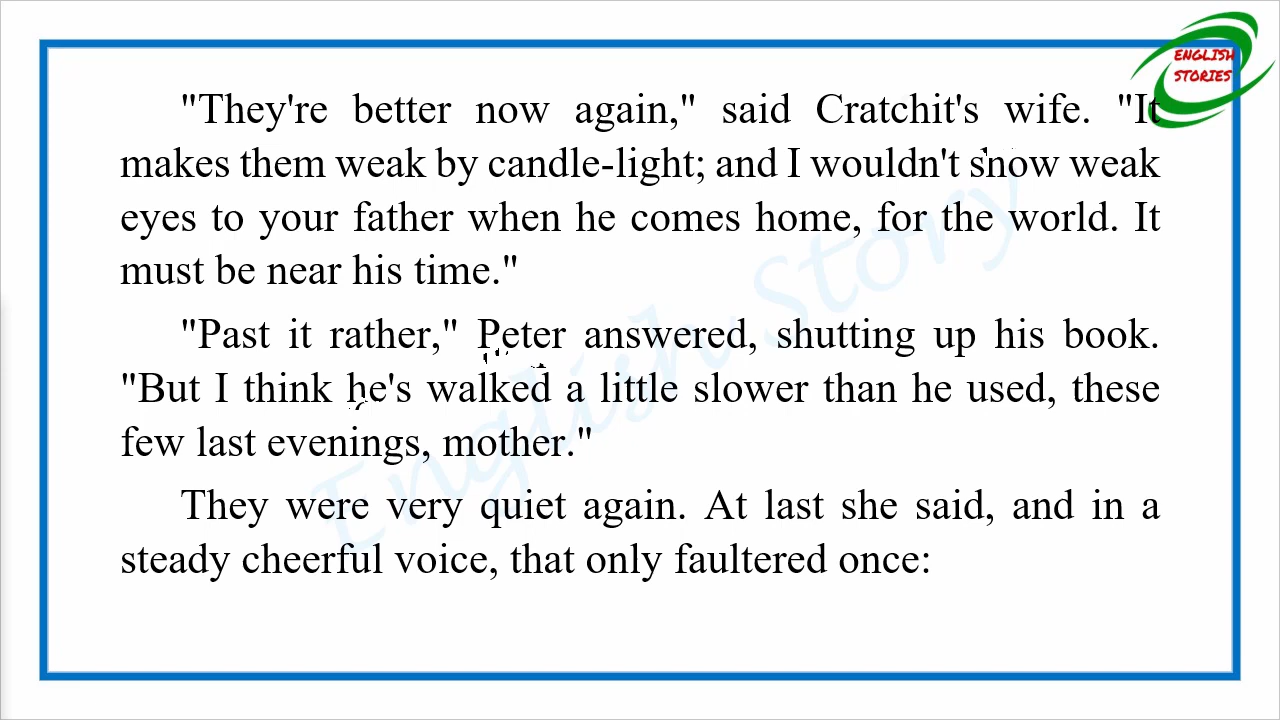 ENGLISH
STORIES
"They're better now again," said Cratchit's wife. "It
makes them weak by candle-light; and I wouldn't show weak
eyes to your father when he comes home, for the world. It
must be near his time."
"Past it rather," Peter answered, shutting up his book.
"But I think he's walked a little slower than he used, these
few last evenings, mother."
They were very quiet again. At last she said, and in a
steady cheerful voice, that only faultered once:
English Story